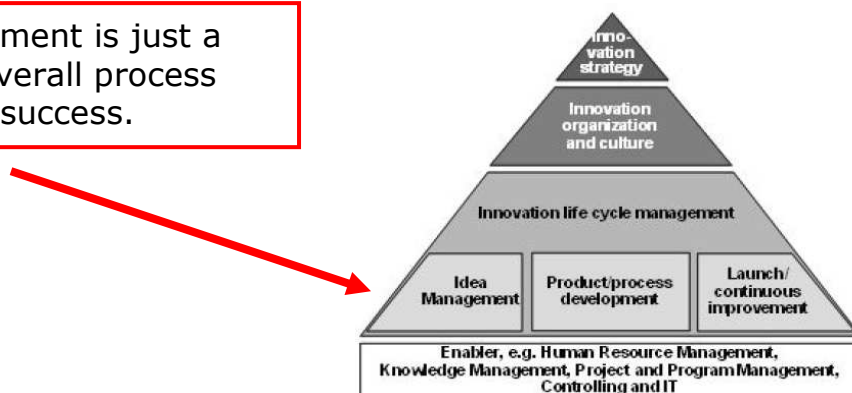 ment is just a
verall process
success.
Inno-
vation
strategy
Innovation
organization
and culture
Innovation life cycle management
Idea
Management
Product/process
development
Launch/
continuous
improvement
Enabler, e.g. Human Resource Management,
Knowledge Management, Project and Program Management,
Controlling and IT